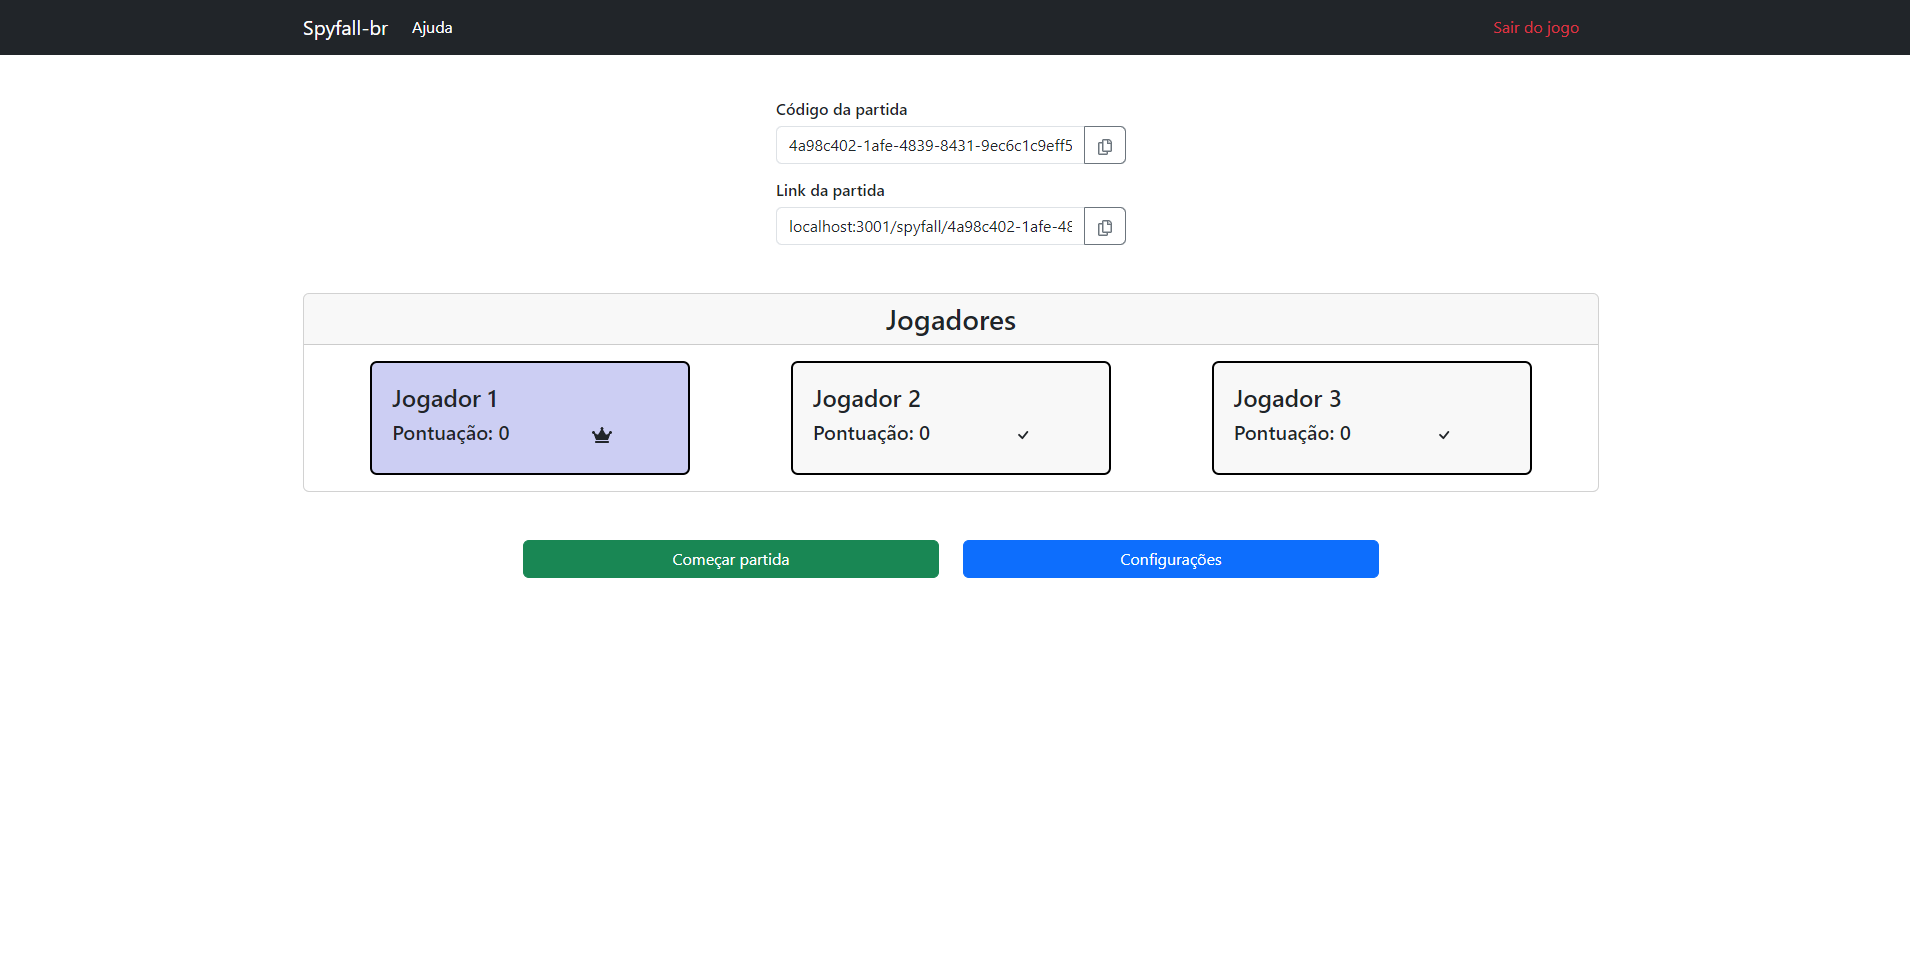 Spyfall-br Ajuda Sair do jogo
Código da partida
4a98c402-1afe-4839-8431-9ec6c1c9eff5
Link da partida
localhost:3001/spyfall/4a98c402-1afe-48
Jogadores
Jogador 1
Pontuação: 0
Jogador 2
Pontuação: 0
Jogador 3
Pontuação: 0
Começar partida
Configurações